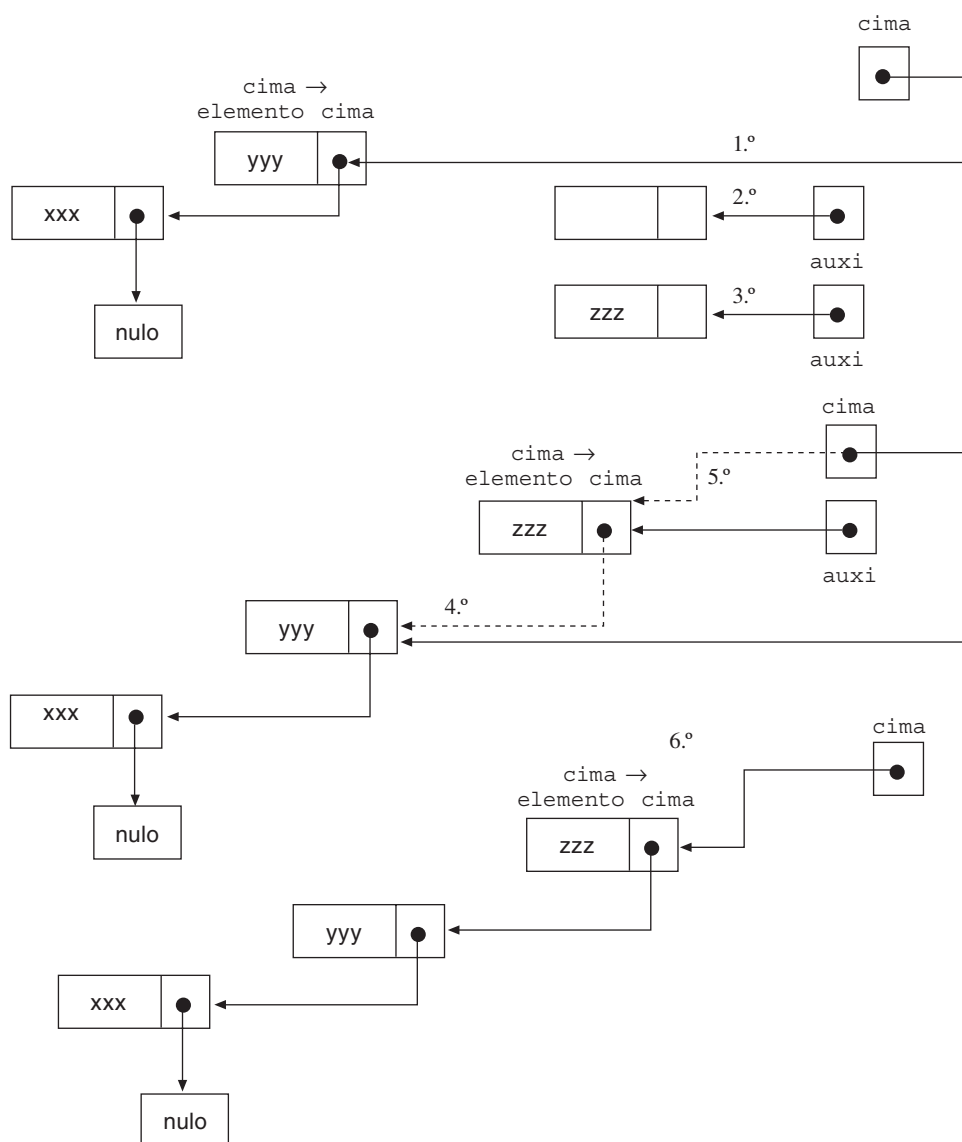 cima
cima →
elemento cima
yyy
1.º
xxx
2.º
auxi
nulo
zzz
3.º
auxi
cima
cima →
elemento cima
5.º
zzz
auxi
4.º
yyy
xxx
cima
6.º
cima →
elemento cima
nulo
zzz
yyy
xxx
nulo